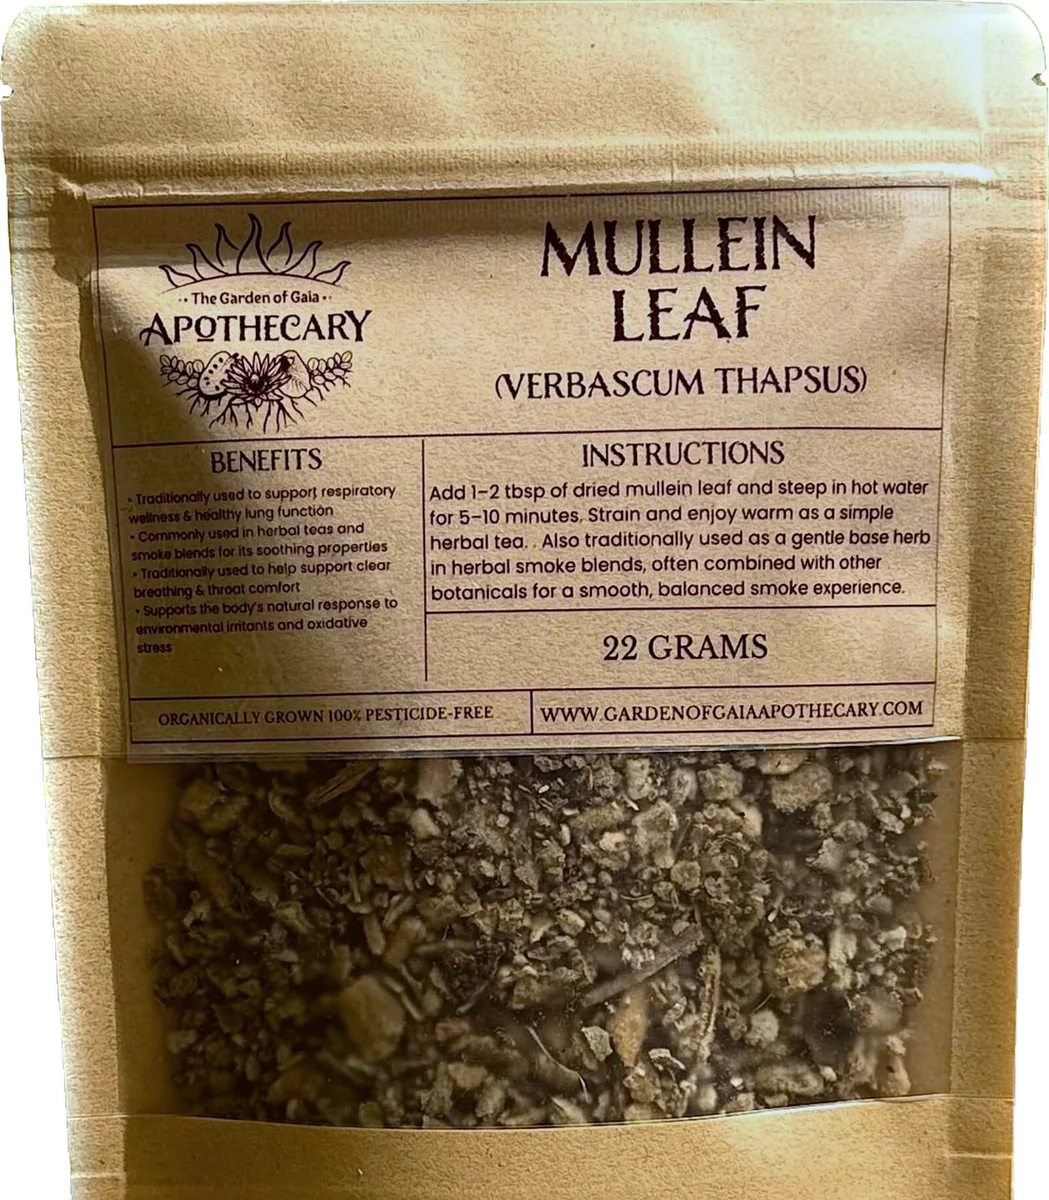 ·· The Garden of Gaia ··
APOTHECARY
MULLEIN
LEAF
(VERBASCUM THAPSUS)
BENEFITS
• Traditionally used to support respiratory
wellness & healthy lung function
• Commonly used in herbal teas and
smoke blends for its soothing properties
• Traditionally used to help support clear
breathing & throat comfort
• Supports the body's natural response to
environmental irritants and oxidative
stress
INSTRUCTIONS
Add 1–2 tbsp of dried mullein leaf and steep in hot water
for 5–10 minutes. Strain and enjoy warm as a simple
herbal tea. . Also traditionally used as a gentle base herb
in herbal smoke blends, often combined with other
botanicals for a smooth, balanced smoke experience.
22 GRAMS
ORGANICALLY GROWN 100% PESTICIDE-FREE
WWW.GARDENOFGAIAAPOTHECARY.COM